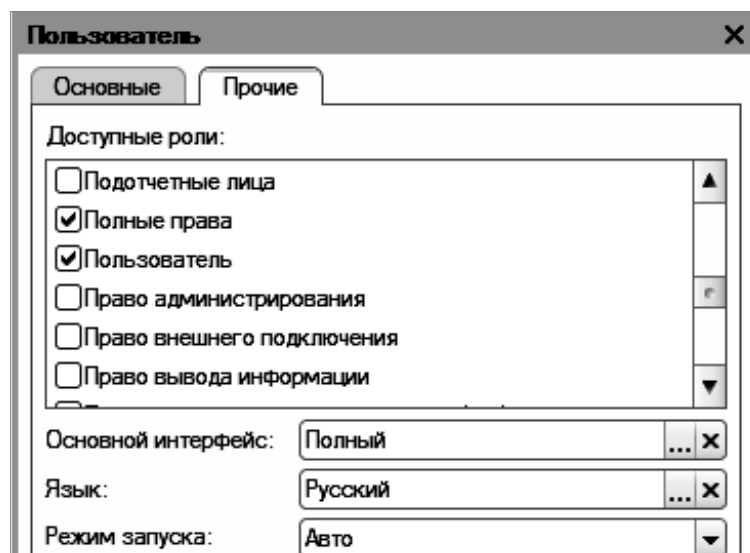 Пользователь
Основные Прочие
Доступные роли:
Подотчетные лица
Полные права
Пользователь
Право администрирования
Право внешнего подключения
Право вывода информации
Основной интерфейс: Полный ...
Язык: Русский ...
Режим запуска: Авто